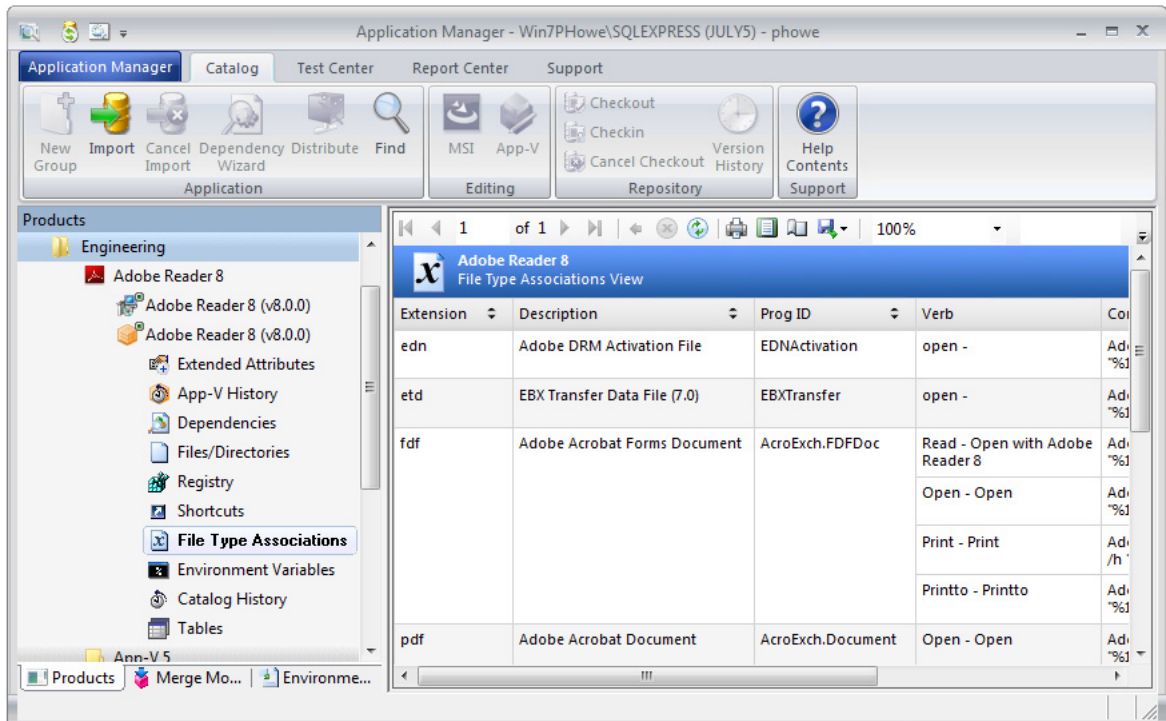 Application Manager - Win7PHowe\SQLEXPRESS (JULY5) - phowe
Application Manager Catalog Test Center Report Center Support
New Group
Import
Cancel Import
Dependency Wizard
Distribute
Find
Application
MSI
App-V
Editing
Checkout
Checkin
Cancel Checkout
Version History
Repository
Help Contents
Support
Products
Engineering
Adobe Reader 8
Adobe Reader 8 (v8.0.0)
Adobe Reader 8 (v8.0.0)
Extended Attributes
App-V History
Dependencies
Files/Directories
Registry
Shortcuts
File Type Associations
Environment Variables
Catalog History
Tables
App-V 5
Products Merge Mo... Environme...
1 of 1 100%
Adobe Reader 8
File Type Associations View
Extension Description Prog ID Verb
edn Adobe DRM Activation File EDNActivation open -
"%1
etd EBX Transfer Data File (7.0) EBXTransfer open -
"%1
fdf Adobe Acrobat Forms Document AcroExch.FDFDoc Read - Open with Adobe
Reader 8 "%1
Open - Open
"%1
Print - Print
/h
Printto - Printto
"%1
pdf Adobe Acrobat Document AcroExch.Document Open - Open
"%1